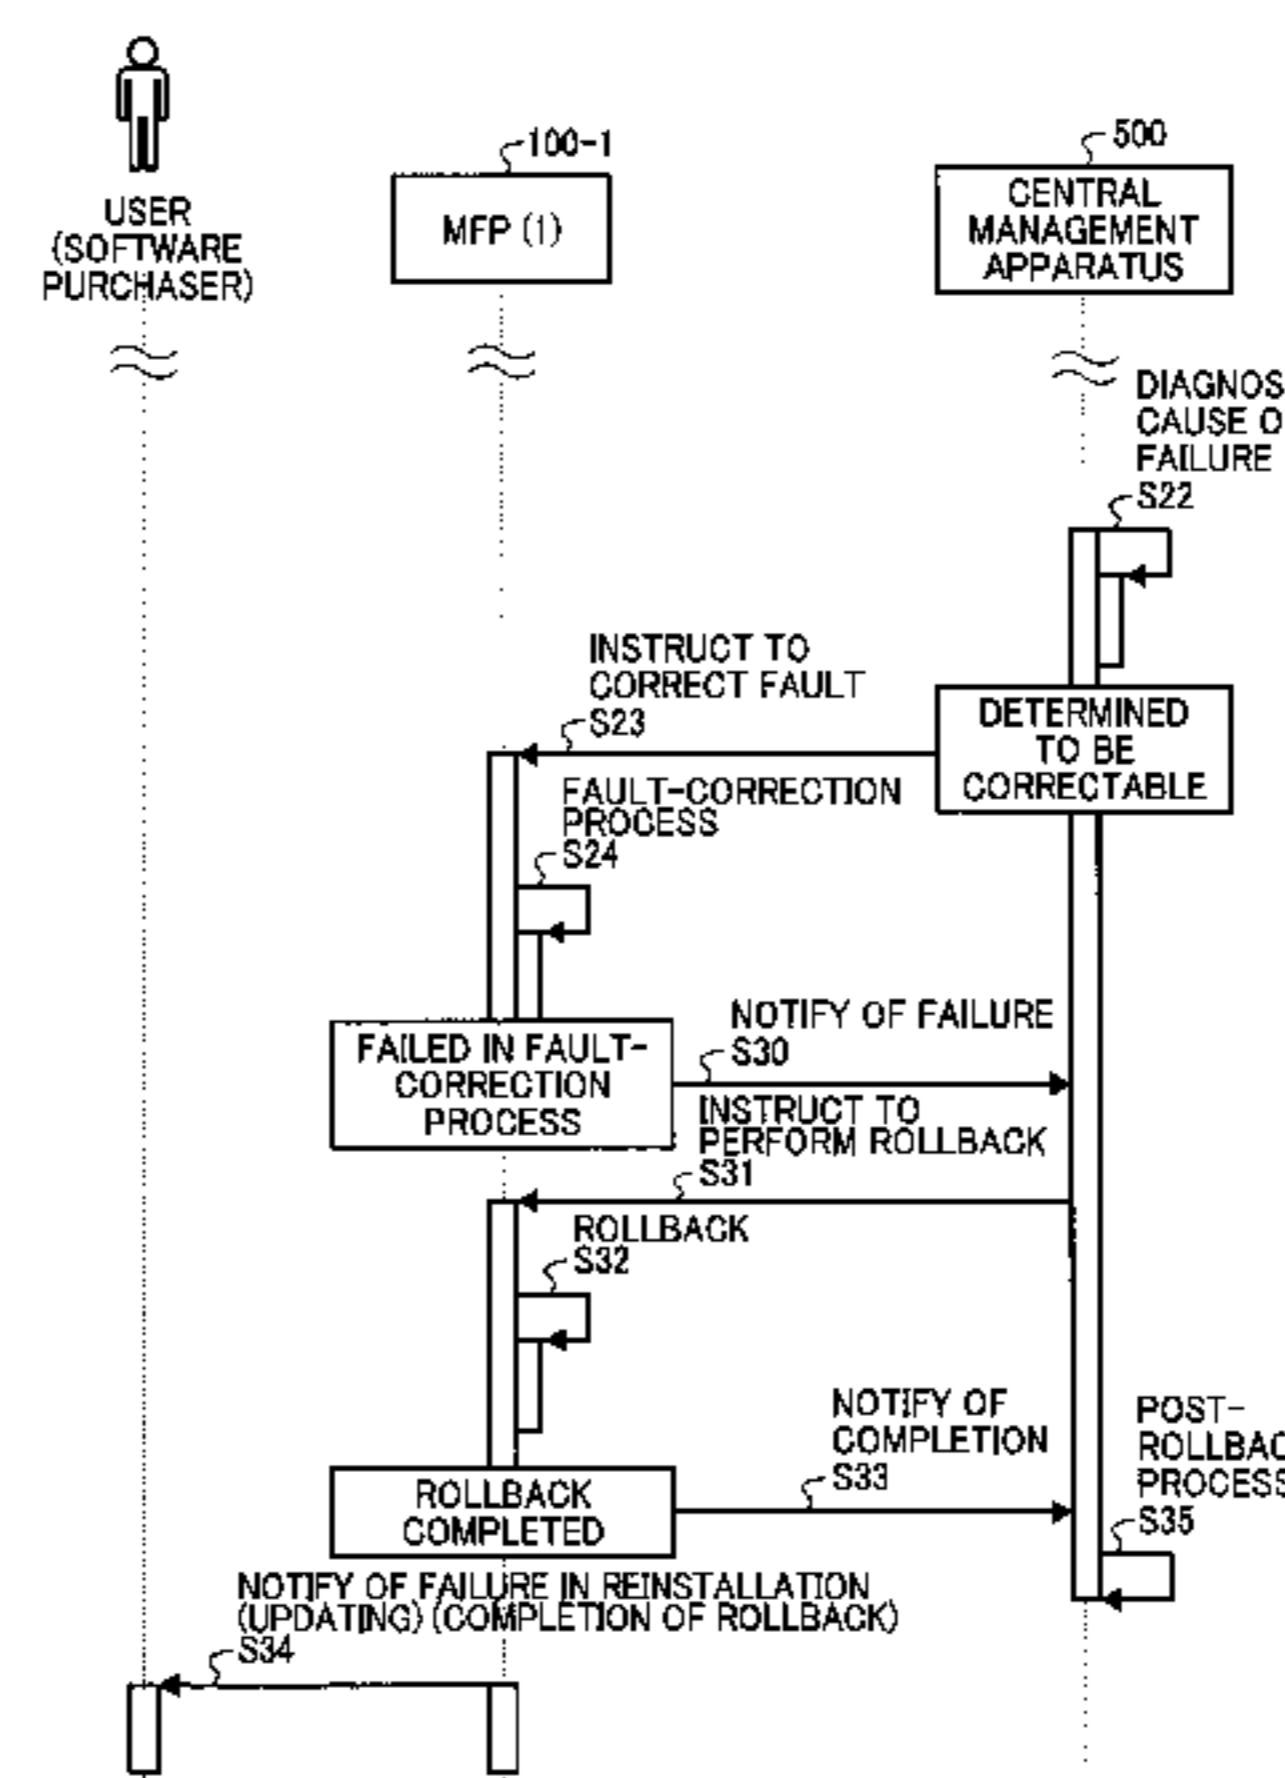 100-1
500
USER
(SOFTWARE
PURCHASER)
MFP (1)
CENTRAL
MANAGEMENT
APPARATUS
DIAGNOS
CAUSE O
FAILURE
S22
INSTRUCT TO
CORRECT FAULT
S23
DETERMINED
TO BE
CORRECTABLE
FAULT-CORRECTION
PROCESS
S24
NOTIFY OF FAILURE
S30
FAILED IN FAULT-
CORRECTION
PROCESS
INSTRUCT TO
PERFORM ROLLBACK
S31
ROLLBACK
S32
NOTIFY OF
COMPLETION
S33
POST-
ROLLBAC
PROCESS
S35
ROLLBACK
COMPLETED
NOTIFY OF FAILURE IN REINSTALLATION
(UPDATING) (COMPLETION OF ROLLBACK)
S34